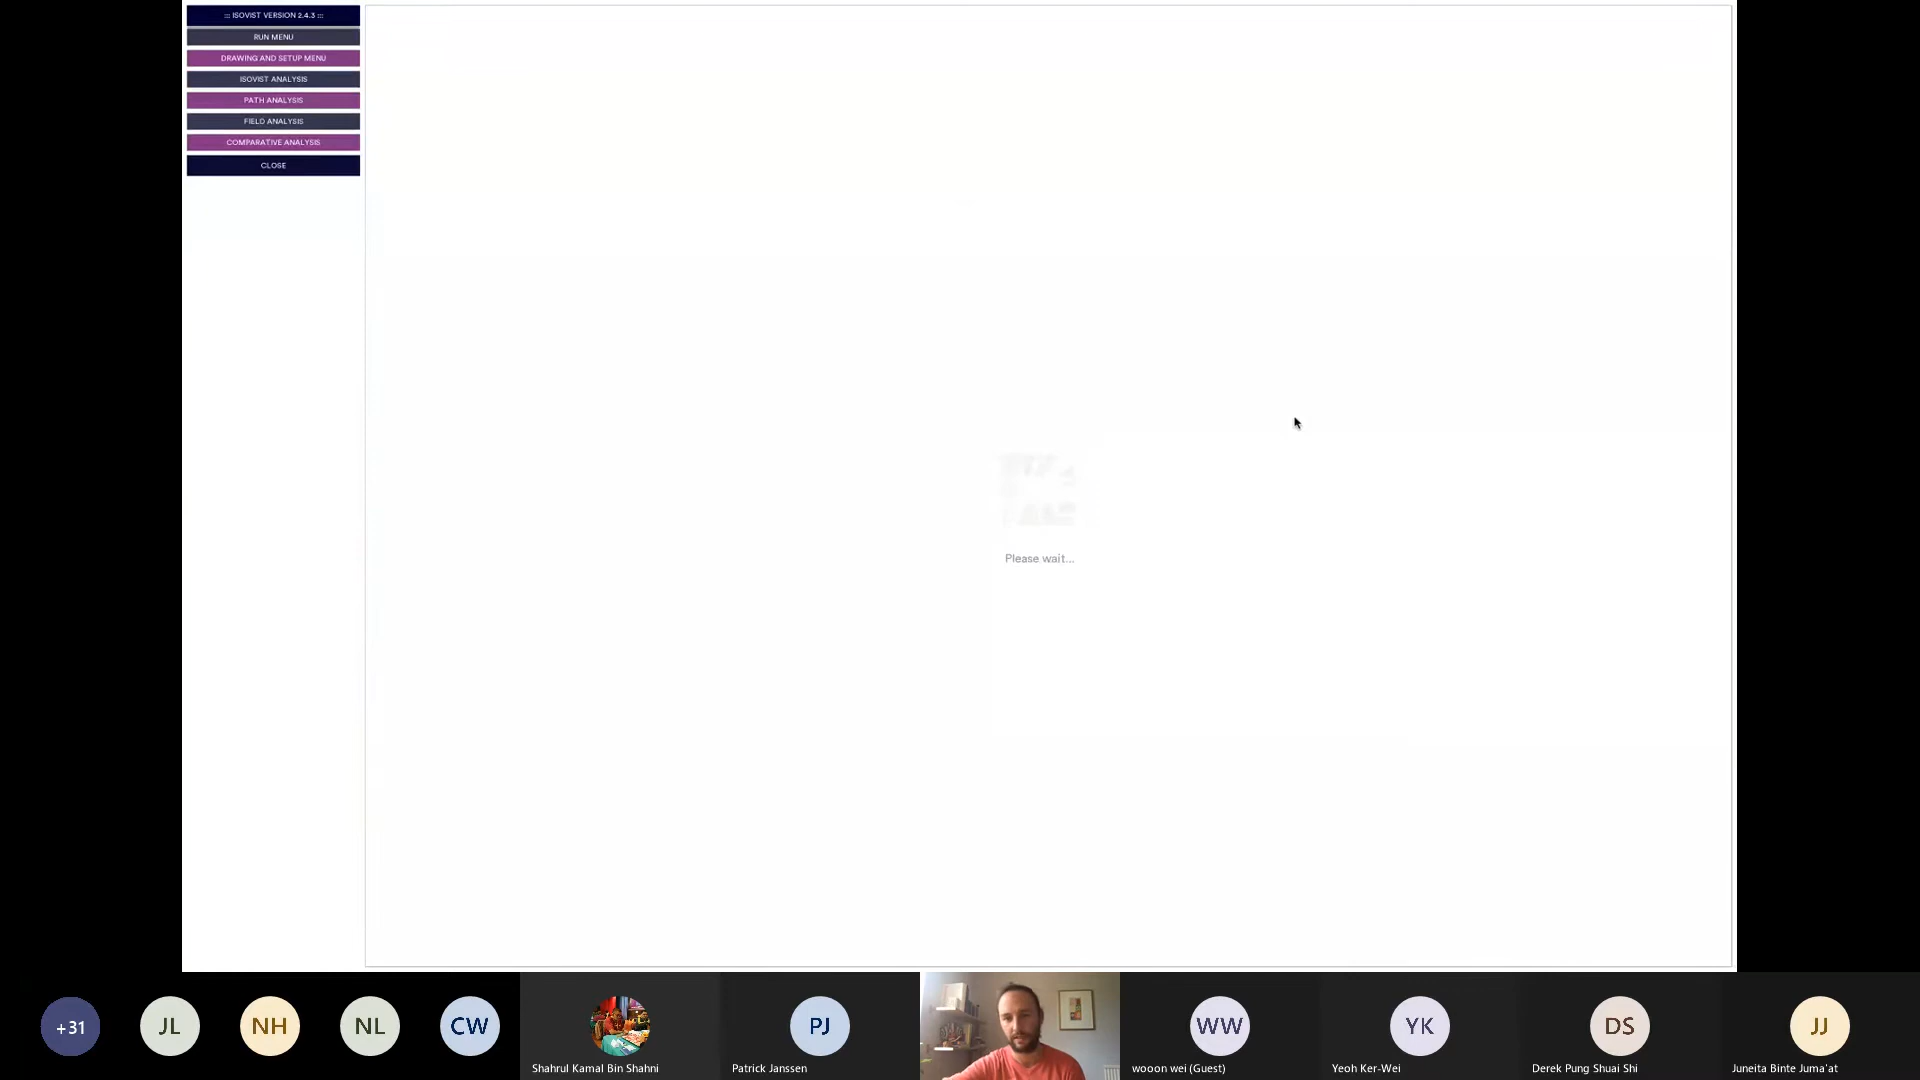 ::: ISOVIST VERSION 2.4.3 :::
RUN MENU
DRAWING AND SETUP MENU
ISOVIST ANALYSIS
PATH ANALYSIS
FIELD ANALYSIS
COMPARATIVE ANALYSIS
CLOSE
Please wait...
+31
JL
NH
NL
CW
Shahrul Kamal Bin Shahni
PJ
Patrick Janssen
WW
wooon wei (Guest)
YK
Yeoh Ker-Wei
DS
Derek Pung Shuai Shi
JJ
Juneita Binte Juma'at